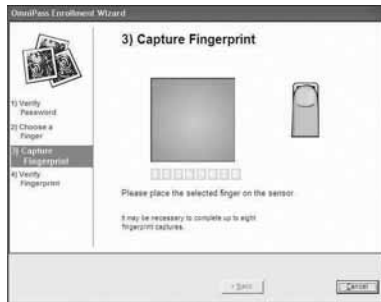 OmniPass Enrollment Wizard
3) Capture Fingerprint
1) Verify
Password
2) Choose a
Finger
3) Capture
Fingerprint
4) Verify
Fingerprint
Please place the selected finger on the sensor.
It may be necessary to complete up to eight
fingerprint captures.
< Back
Cancel